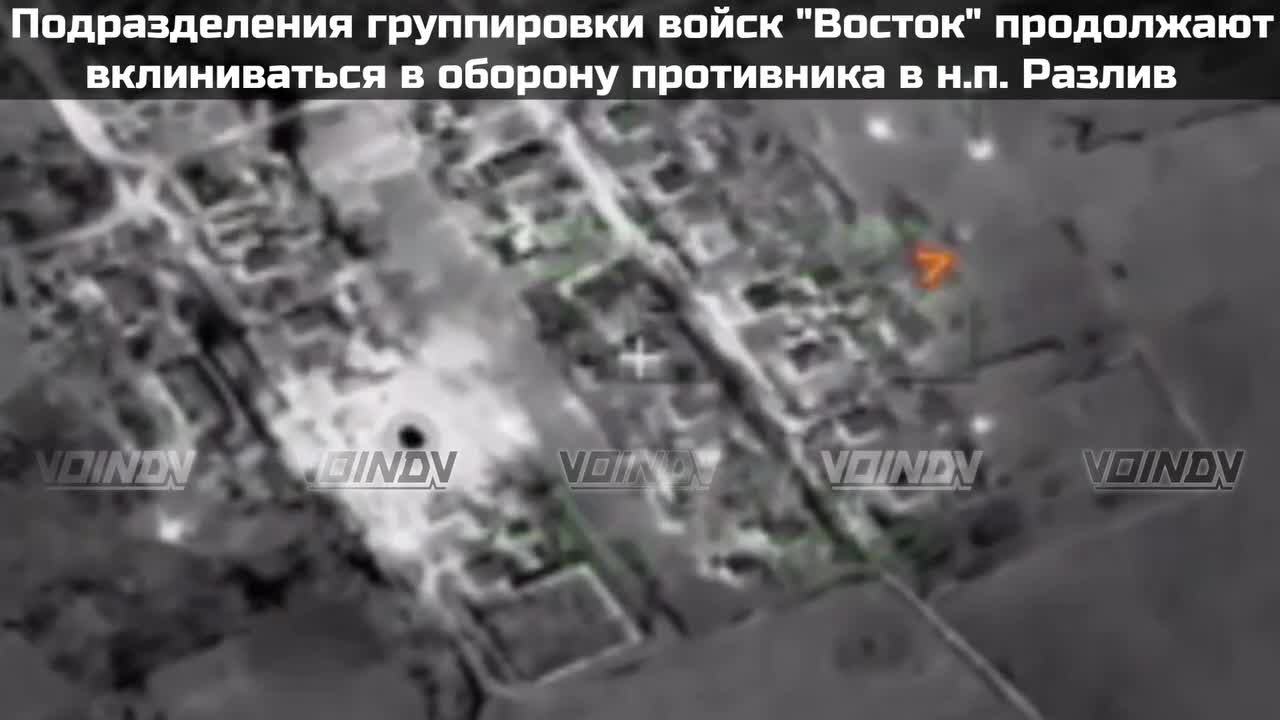 Подразделения группировки войск "Восток" продолжают
вклиниваться в оборону противника в н.п. Разлив
VOINDV VOINDV VOINDV VOINDV VOINDV